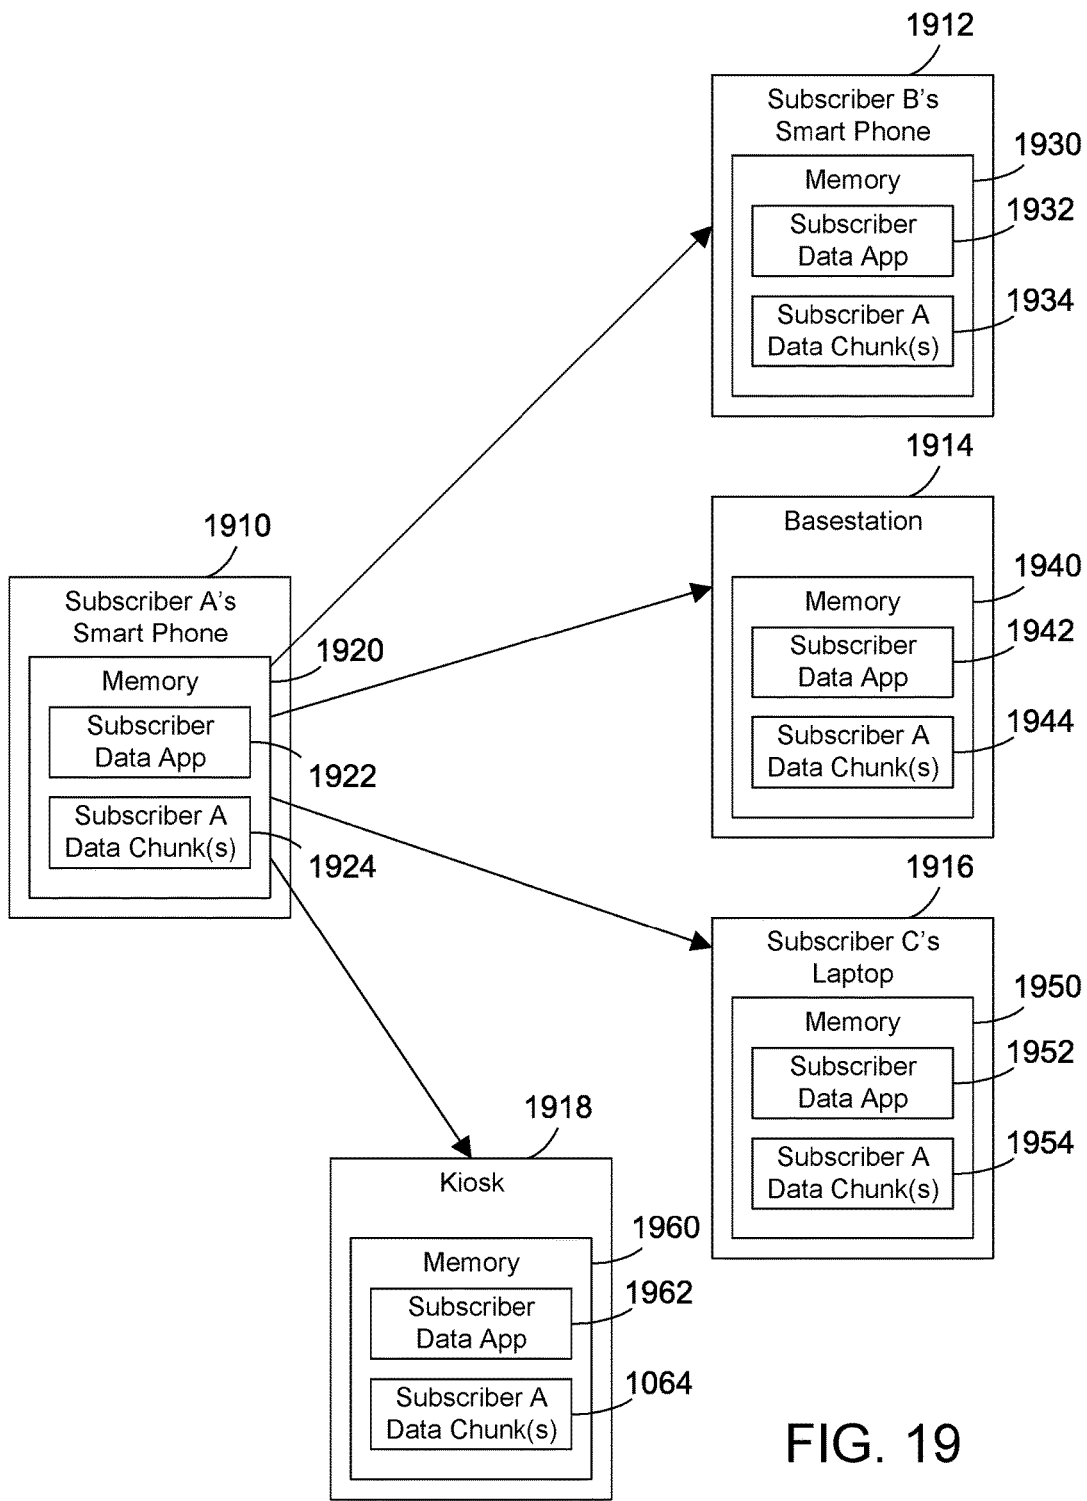 1912
Subscriber B's
Smart Phone
1930
Memory
1932
Subscriber
Data App
1934
Subscriber A
Data Chunk(s)
1914
Basestation
1940
Memory
1942
Subscriber
Data App
1944
Subscriber A
Data Chunk(s)
1910
Subscriber A's
Smart Phone
1920
Memory
Subscriber
Data App
1922
Subscriber A
Data Chunk(s)
1924
1916
Subscriber C's
Laptop
1950
Memory
1952
Subscriber
Data App
1954
Subscriber A
Data Chunk(s)
1918
Kiosk
1960
Memory
1962
Subscriber
Data App
1064
Subscriber A
Data Chunk(s)
FIG. 19